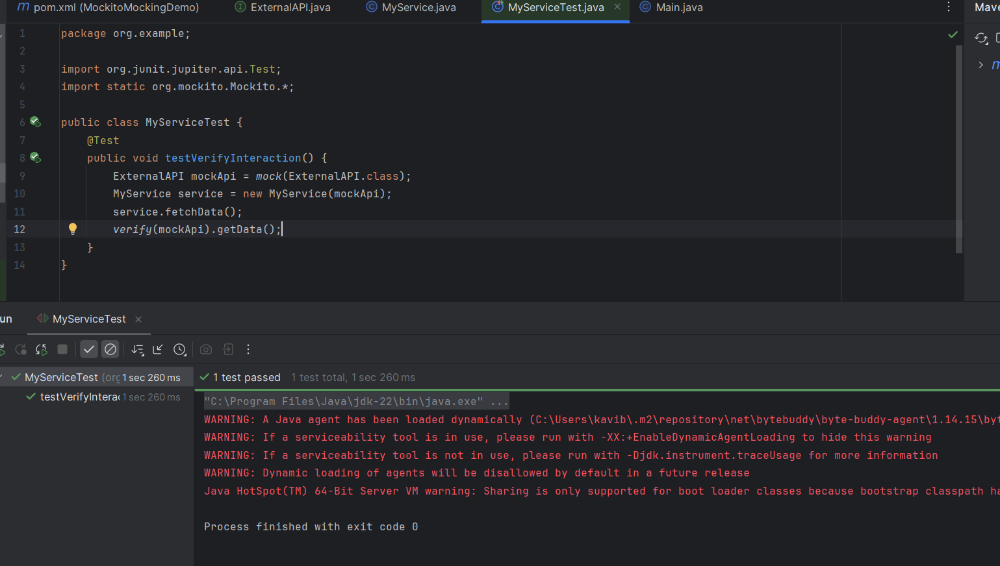 m pom.xml (MockitoMockingDemo) I ExternalAPI.java C MyService.java C MyServiceTest.java × C Main.java
1 package org.example;
2
3 import org.junit.jupiter.api.Test;
4 import static org.mockito.Mockito.*;
5
6 public class MyServiceTest {
7 @Test
8 public void testVerifyInteraction() {
9 ExternalAPI mockApi = mock(ExternalAPI.class);
10 MyService service = new MyService(mockApi);
11 service.fetchData();
12 verify(mockApi).getData();
13 }
14 }
un MyServiceTest ×
MyServiceTest (org 1 sec 260 ms
testVerifyInterac 1 sec 260 ms
1 test passed 1 test total, 1 sec 260 ms
"C:\Program Files\Java\jdk-22\bin\java.exe" ...
WARNING: A Java agent has been loaded dynamically (C:\Users\kavib\.m2\repository\net\bytebuddy\byte-buddy-agent\1.14.15\byt
WARNING: If a serviceability tool is in use, please run with -XX:+EnableDynamicAgentLoading to hide this warning
WARNING: If a serviceability tool is not in use, please run with -Djdk.instrument.traceUsage for more information
WARNING: Dynamic loading of agents will be disallowed by default in a future release
Java HotSpot(TM) 64-Bit Server VM warning: Sharing is only supported for boot loader classes because bootstrap classpath ha
Process finished with exit code 0
Mave
m